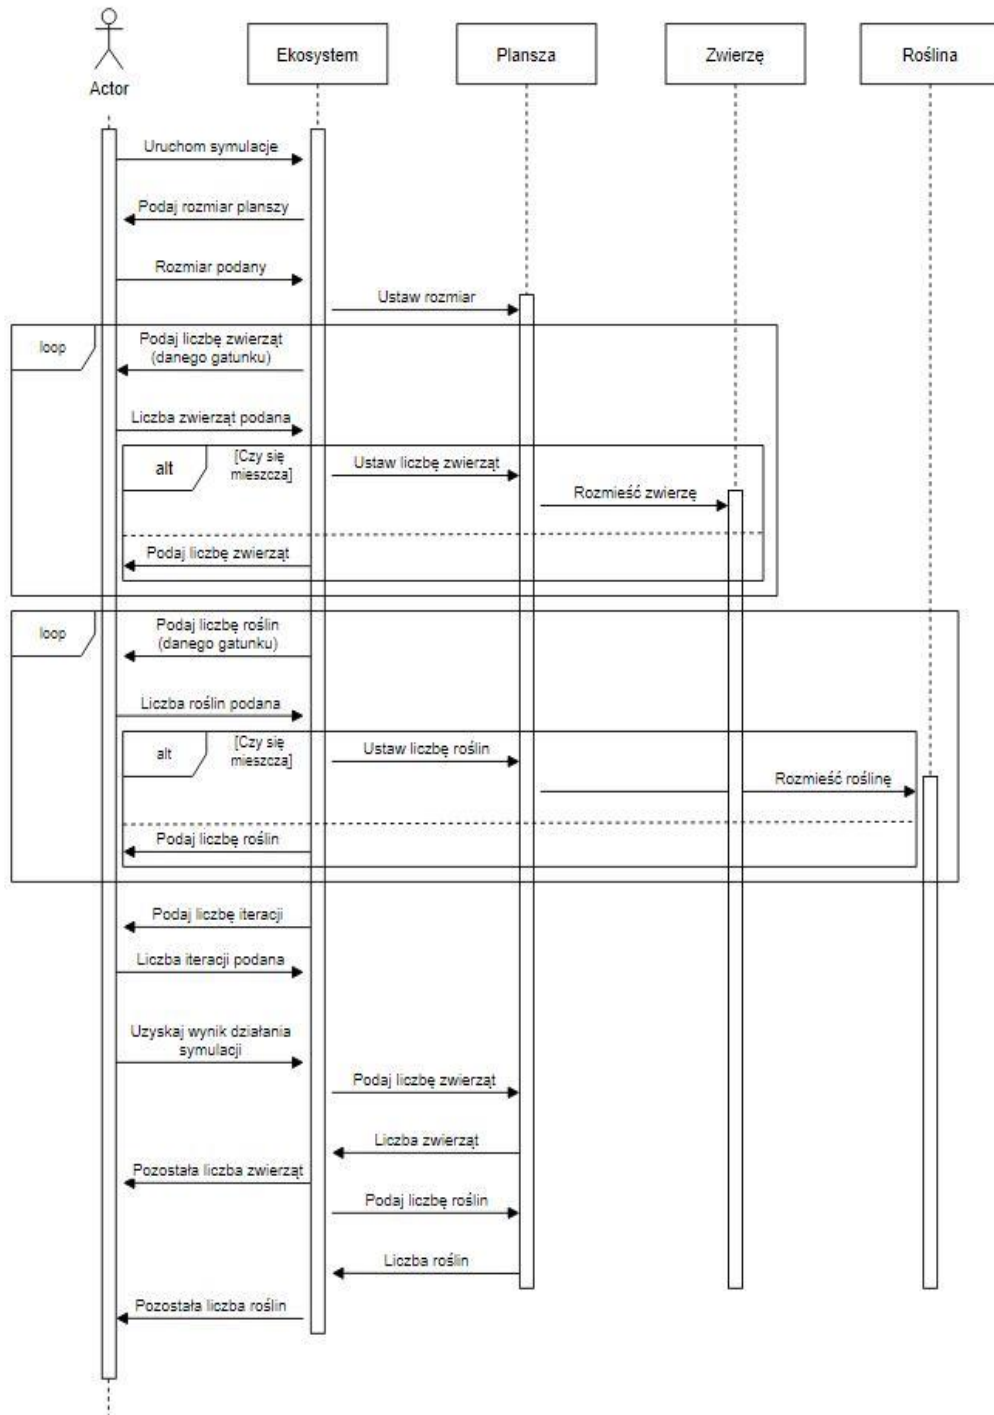 Actor
Ekosystem
Plansza
Zwierzę
Roślina
Uruchom symulacje
Podaj rozmiar planszy
Rozmiar podany
Ustaw rozmiar
loop
Podaj liczbę zwierząt
(danego gatunku)
Liczba zwierząt podana
alt
[Czy się
mieszcza]
Ustaw liczbę zwierząt
Rozmieść zwierzę
Podaj liczbę zwierząt
loop
Podaj liczbę roślin
(danego gatunku)
Liczba roślin podana
alt
[Czy się
mieszcza]
Ustaw liczbę roślin
Rozmieść roślinę
Podaj liczbę roślin
Podaj liczbę iteracji
Liczba iteracji podana
Uzyskaj wynik działania
symulacji
Podaj liczbę zwierząt
Liczba zwierząt
Pozostała liczba zwierząt
Podaj liczbę roślin
Liczba roślin
Pozostała liczba roślin